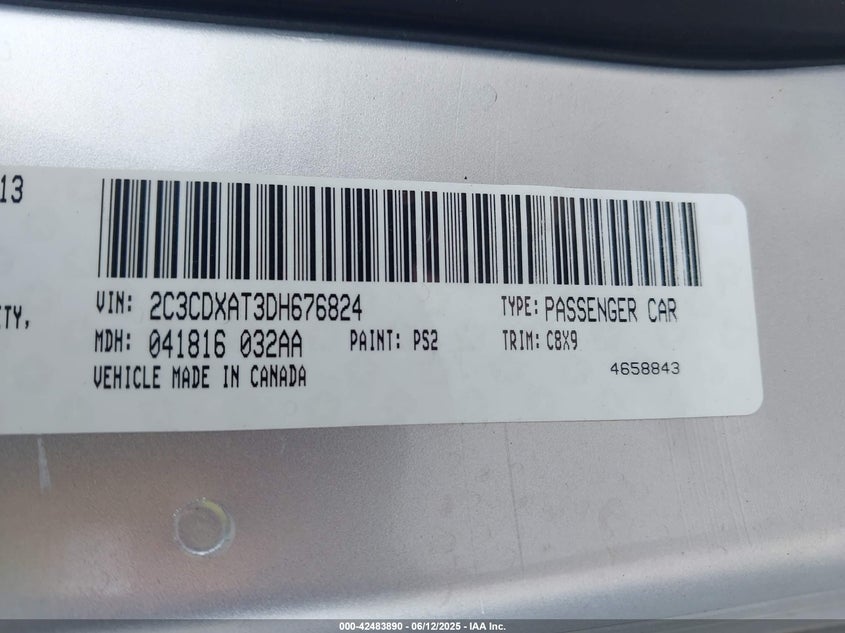 13
ITY,
VIN: 2C3CDXAT3DH676824 TYPE: PASSENGER CAR
MDH: 041816 032AA PAINT: PS2 TRIM: C8X9
VEHICLE MADE IN CANADA 4658843
000-42483890 - 06/12/2025 - IAA Inc.